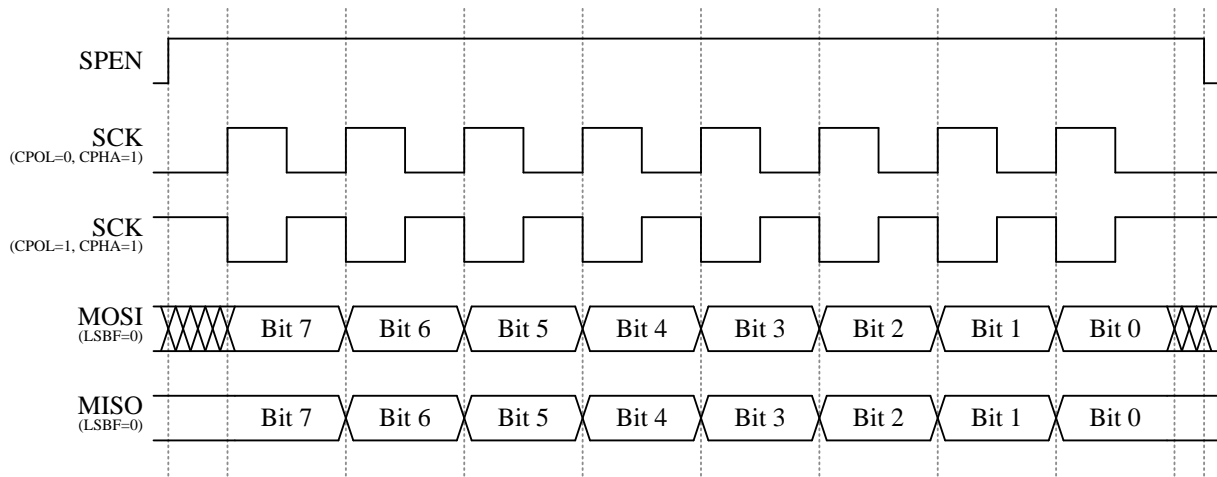 SPEN
SCK
(CPOL=0, CPHA=1)
SCK
(CPOL=1, CPHA=1)
MOSI
(LSBF=0)
Bit 7 Bit 6 Bit 5 Bit 4 Bit 3 Bit 2 Bit 1 Bit 0
MISO
(LSBF=0)
Bit 7 Bit 6 Bit 5 Bit 4 Bit 3 Bit 2 Bit 1 Bit 0